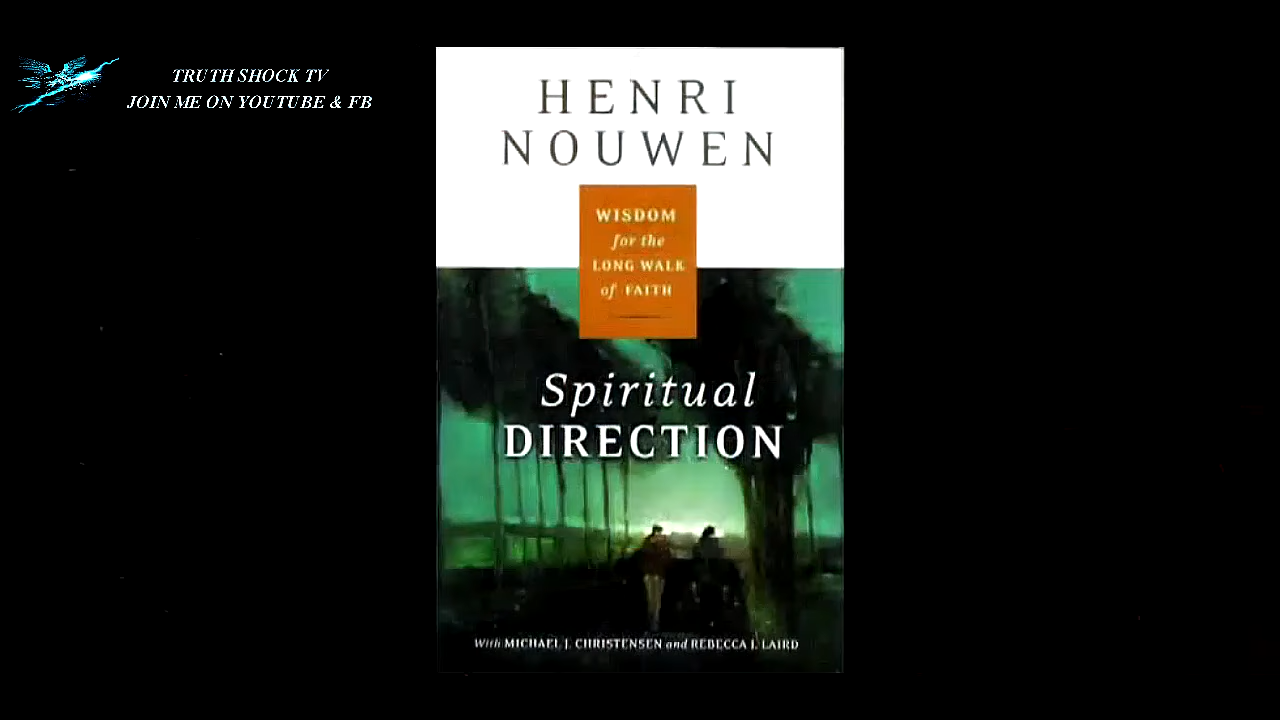 TRUTH SHOCK TV
JOIN ME ON YOUTUBE & FB
HENRI
NOUWEN
WISDOM
for the
LONG WALK
of FAITH
Spiritual
DIRECTION
With MICHAEL J. CHRISTENSEN and REBECCA J. LAIRD